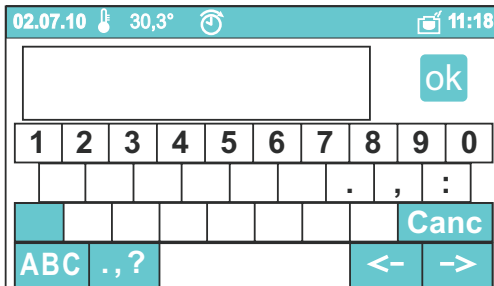 02.07.10 30,3° 11:18
ok
1 2 3 4 5 6 7 8 9 0
. , :
Canc
ABC .,? <- ->